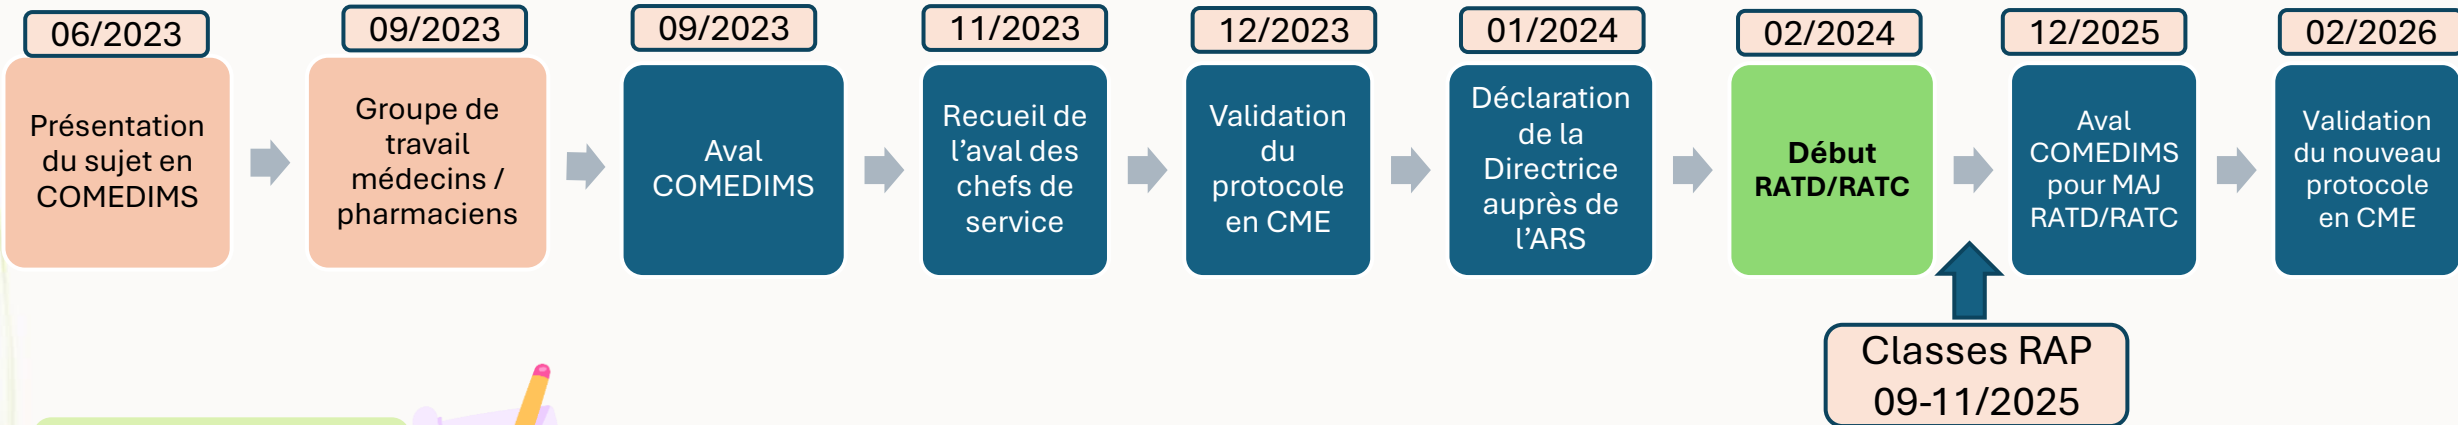 06/2023
Présentation
du sujet en
COMEDIMS
09/2023
Groupe de
travail
médecins /
pharmaciens
09/2023
Aval
COMEDIMS
11/2023
Recueil de
l’aval des
chefs de
service
12/2023
Validation
du
protocole
en CME
01/2024
Déclaration
de la
Directrice
auprès de
l’ARS
02/2024
Début
RATD/RATC
12/2025
Aval
COMEDIMS
pour MAJ
RATD/RATC
02/2026
Validation
du nouveau
protocole
en CME
Classes RAP
09-11/2025